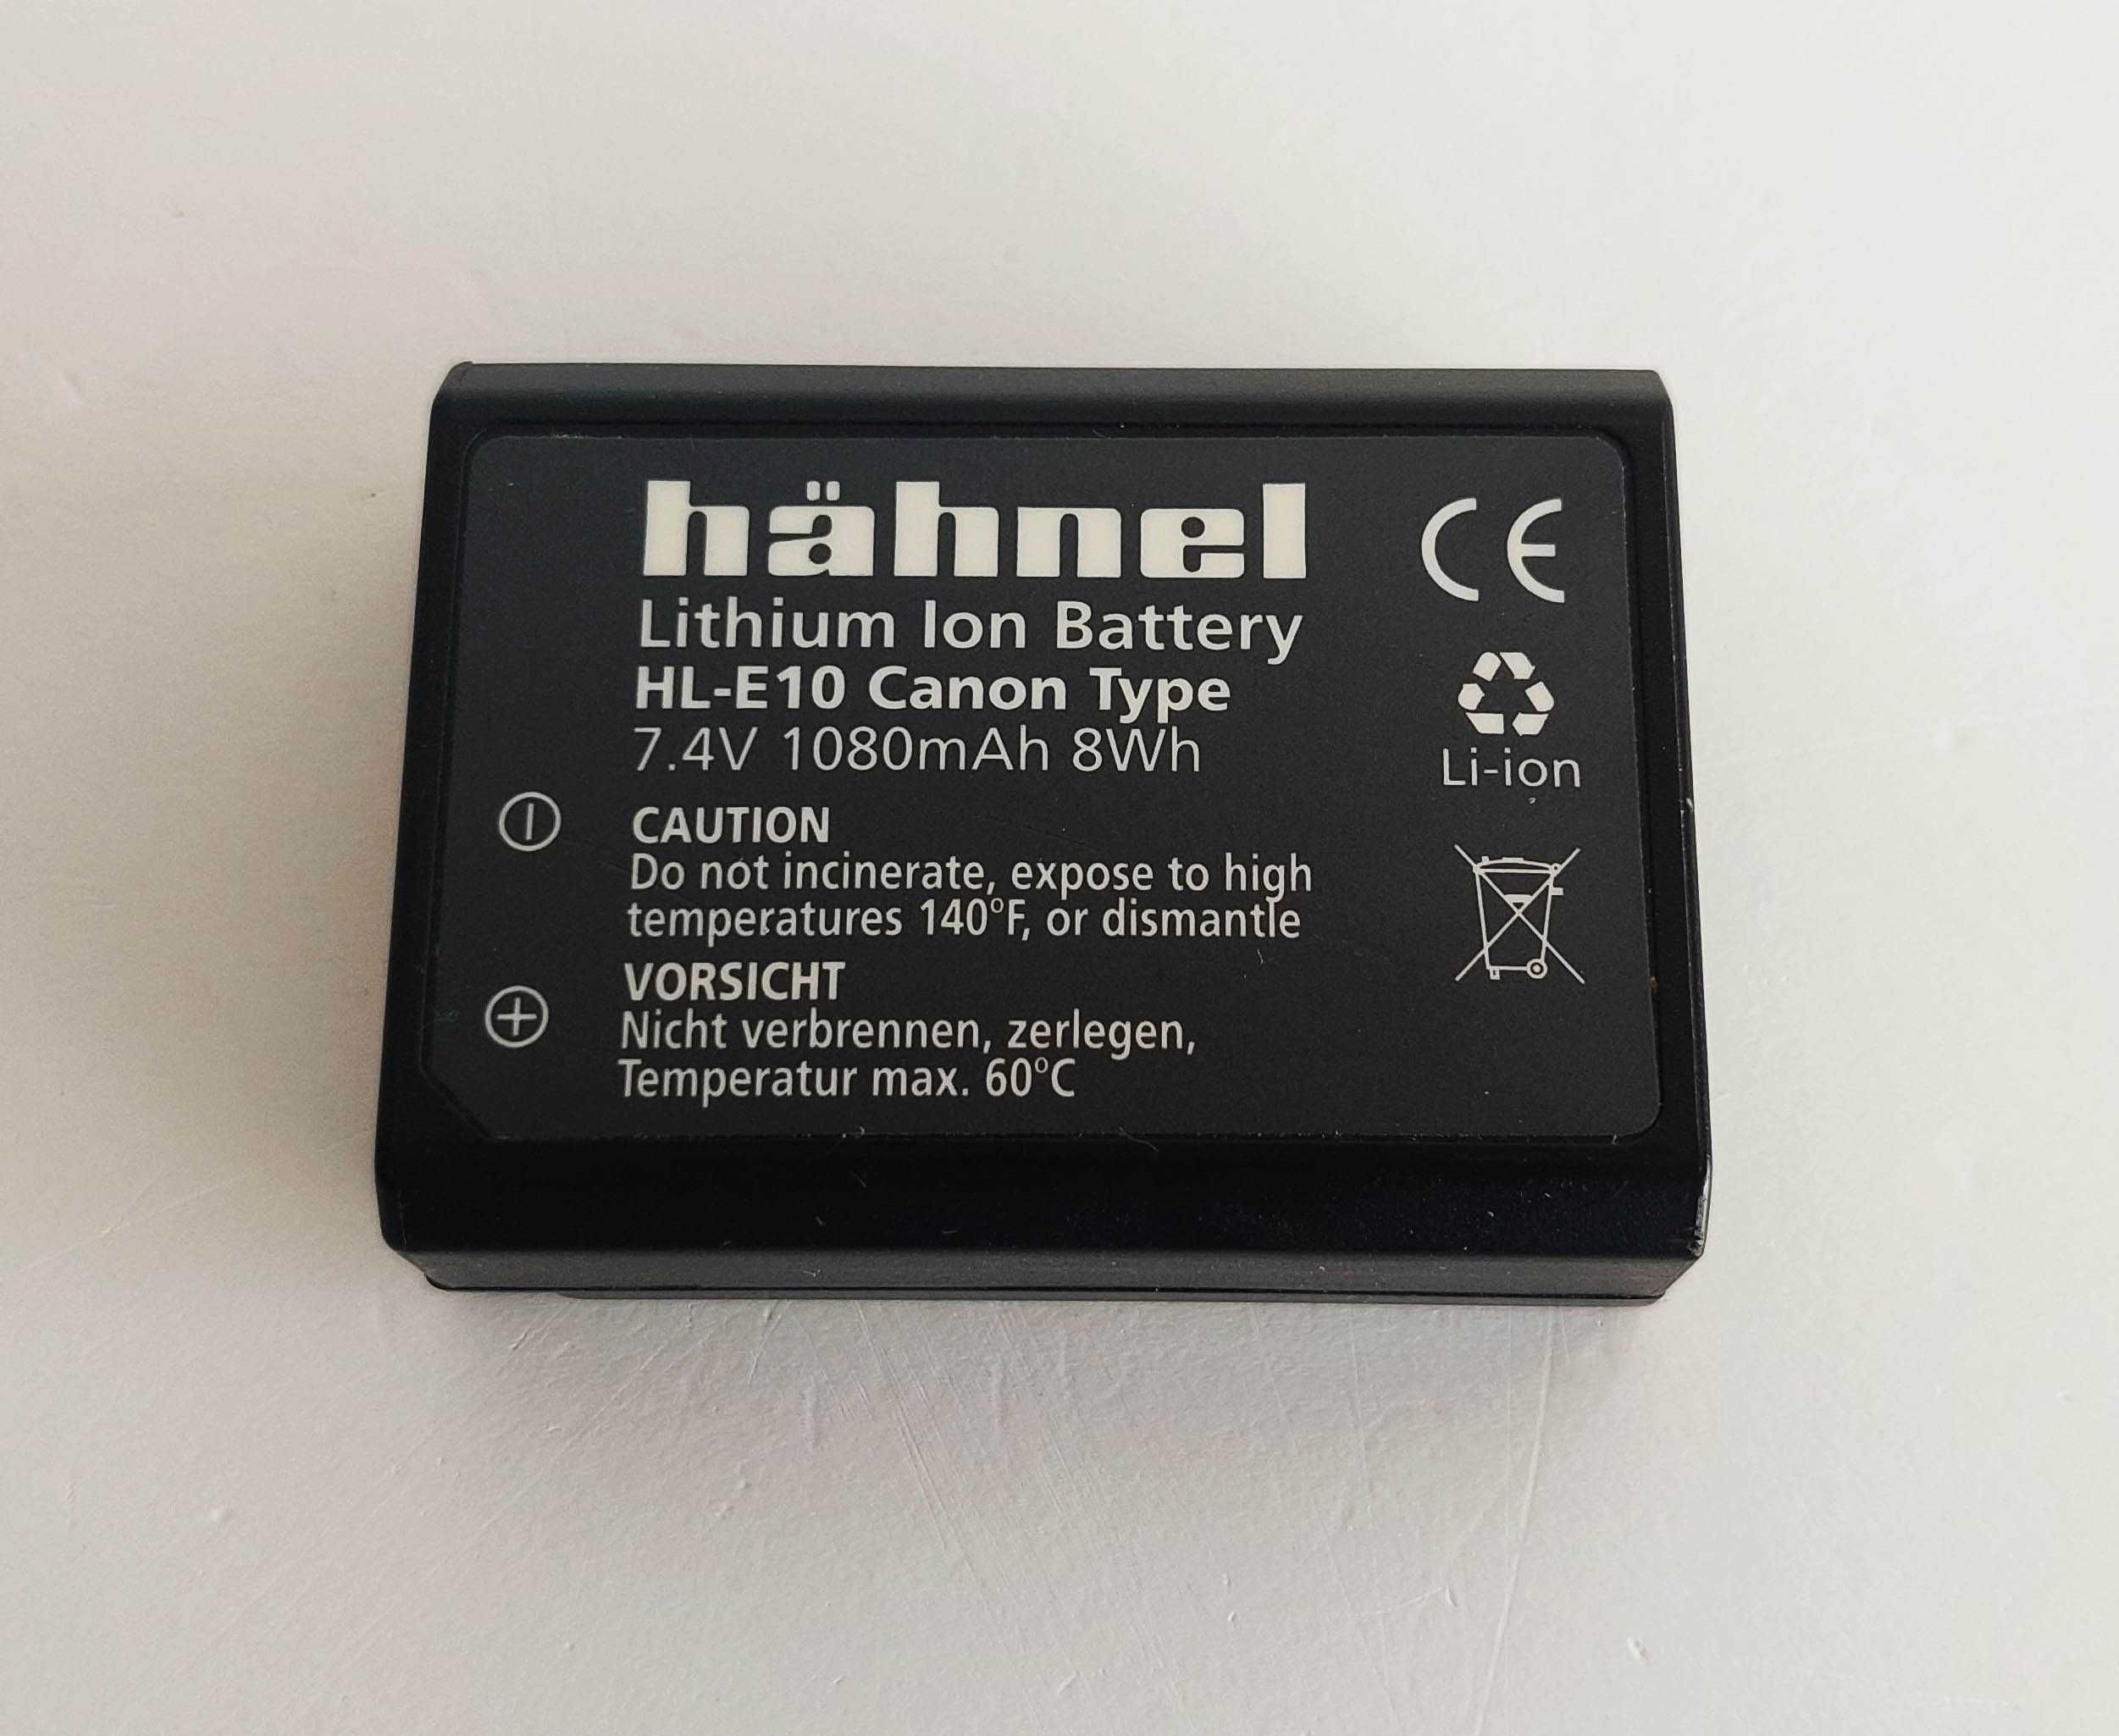 hähnel
Lithium Ion Battery
HL-E10 Canon Type
7.4V 1080mAh 8Wh
CAUTION
Do not incinerate, expose to high
temperatures 140°F, or dismantle
VORSICHT
Nicht verbrennen, zerlegen,
Temperatur max. 60°C
CE
Li-ion